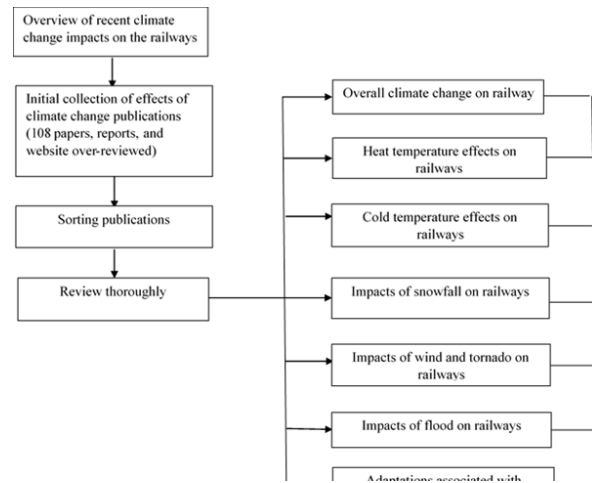 Overview of recent climate
change impacts on the railways
Initial collection of effects of
climate change publications
(108 papers, reports, and
website over-reviewed)
Sorting publications
Review thoroughly
Overall climate change on railway
Heat temperature effects on
railways
Cold temperature effects on
railways
Impacts of snowfall on railways
Impacts of wind and tornado on
railways
Impacts of flood on railways
Adaptations associated with